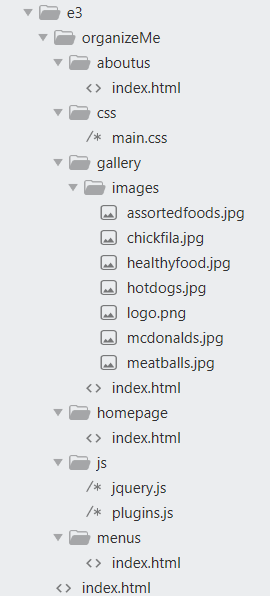 e3
organizeMe
aboutus
index.html
css
/* main.css
gallery
images
assortedfoods.jpg
chickfila.jpg
healthyfood.jpg
hotdogs.jpg
logo.png
mcdonalds.jpg
meatballs.jpg
<> index.html
homepage
<> index.html
js
/* jquery.js
/* plugins.js
menus
<> index.html
<> index.html